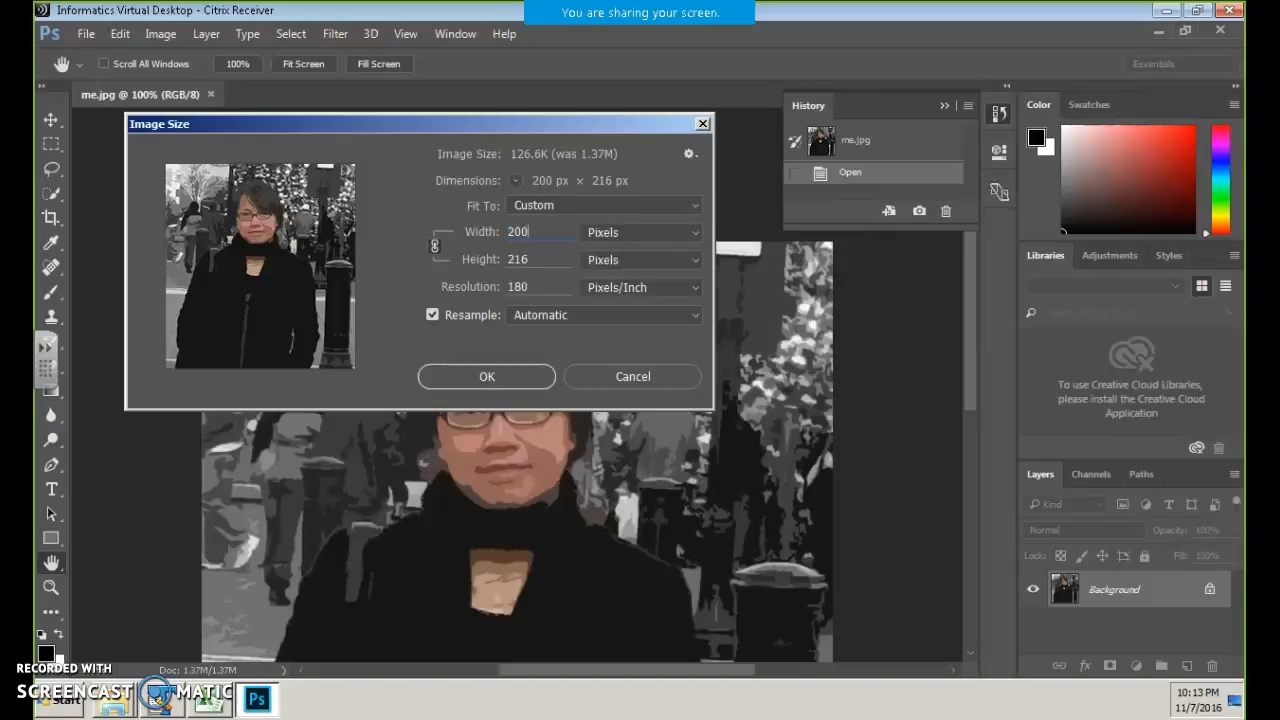 Informatics Virtual Desktop - Citrix Receiver
You are sharing your screen.
Ps File Edit Image Layer Type Select Filter 3D View Window Help
Scroll All Windows 100% Fit Screen Fill Screen Essentials
me.jpg @ 100% (RGB/8) ×
Image Size
Image Size: 126.6K (was 1.37M)
Dimensions: 200 px × 216 px
Fit To: Custom
Width: 200 Pixels
Height: 216 Pixels
Resolution: 180 Pixels/Inch
Resample: Automatic
OK Cancel
History
me.jpg
Open
Color Swatches
Libraries Adjustments Styles
To use Creative Cloud Libraries,
please install the Creative Cloud
Application
Layers Channels Paths
Kind
Normal Opacity: 100%
Lock: Fill: 100%
Background
fx
Doc: 1.37M/1.37M
RECORDED WITH
SCREENCAST MATIC
Start
Ps
10:13 PM
11/7/2016